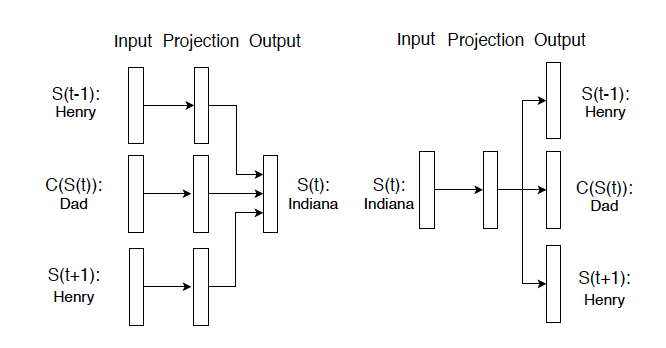 Input Projection Output
S(t-1):
Henry
C(S(t)):
Dad
S(t+1):
Henry
S(t):
Indiana
Input Projection Output
S(t):
Indiana
S(t-1):
Henry
C(S(t)):
Dad
S(t+1):
Henry